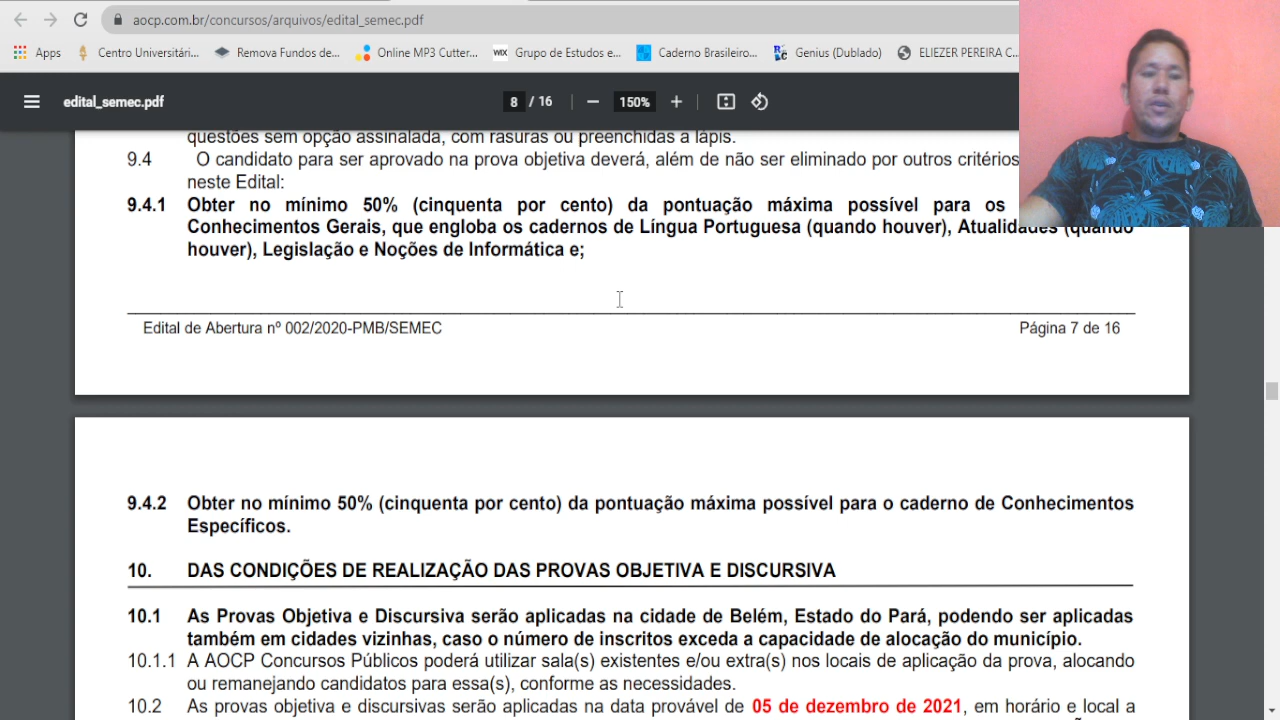 aocp.com.br/concursos/arquivos/edital_semec.pdf
Apps Centro Universitári... Remova Fundos de... Online MP3 Cutter... WIX Grupo de Estudos e... Caderno Brasileiro... Genius (Dublado) ELIEZER PEREIRA C...
edital_semec.pdf 8 / 16 150%
questões sem opção assinalada, com rasuras ou preenchidas a lápis.
9.4 O candidato para ser aprovado na prova objetiva deverá, além de não ser eliminado por outros critérios
neste Edital:
9.4.1 Obter no mínimo 50% (cinquenta por cento) da pontuação máxima possível para os
Conhecimentos Gerais, que engloba os cadernos de Língua Portuguesa (quando houver), Atualidades (quando
houver), Legislação e Noções de Informática e;
Edital de Abertura nº 002/2020-PMB/SEMEC Página 7 de 16
9.4.2 Obter no mínimo 50% (cinquenta por cento) da pontuação máxima possível para o caderno de Conhecimentos
Específicos.
10. DAS CONDIÇÕES DE REALIZAÇÃO DAS PROVAS OBJETIVA E DISCURSIVA
10.1 As Provas Objetiva e Discursiva serão aplicadas na cidade de Belém, Estado do Pará, podendo ser aplicadas
também em cidades vizinhas, caso o número de inscritos exceda a capacidade de alocação do município.
10.1.1 A AOCP Concursos Públicos poderá utilizar sala(s) existentes e/ou extra(s) nos locais de aplicação da prova, alocando
ou remanejando candidatos para essa(s), conforme as necessidades.
10.2 As provas objetiva e discursivas serão aplicadas na data provável de 05 de dezembro de 2021, em horário e local a